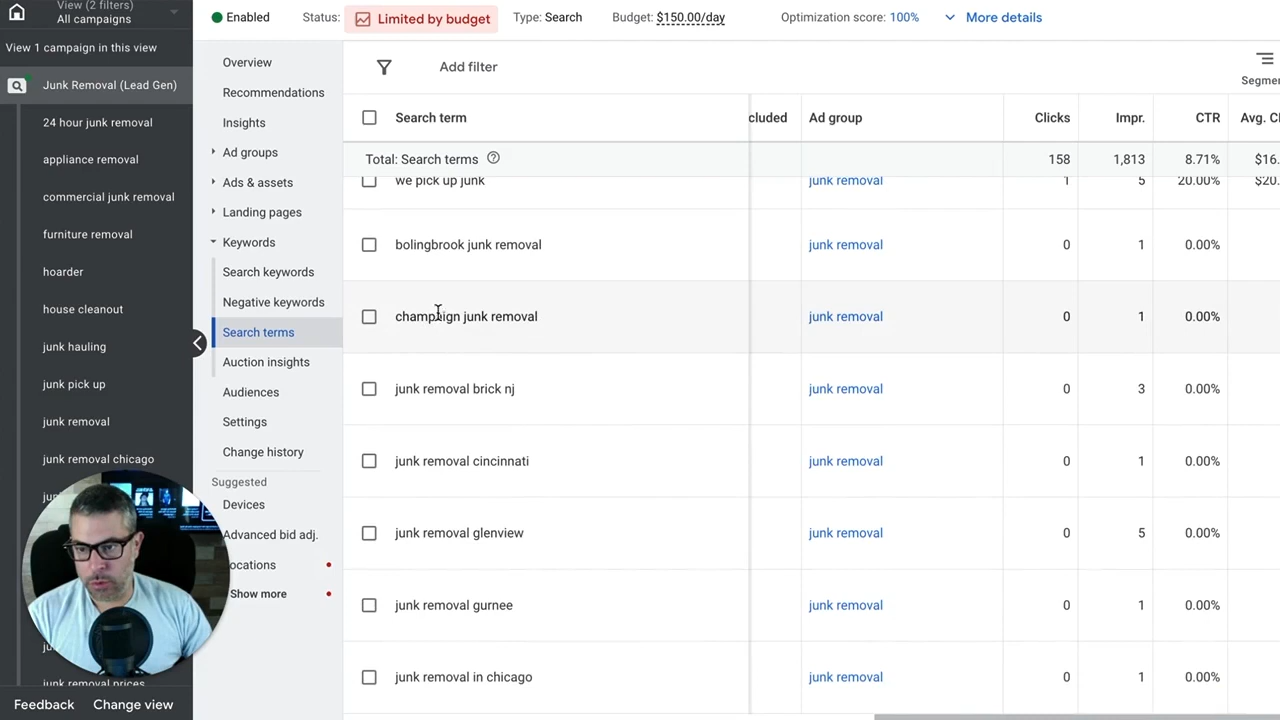 View (2 filters)
All campaigns
Enabled
Status:
Limited by budget
Type: Search
Budget: $150.00/day
Optimization score: 100%
More details
View 1 campaign in this view
Junk Removal (Lead Gen)
24 hour junk removal
appliance removal
commercial junk removal
furniture removal
hoarder
house cleanout
junk hauling
junk pick up
junk removal
junk removal chicago
junk removal prices
Feedback
Change view
Overview
Recommendations
Insights
Ad groups
Ads & assets
Landing pages
Keywords
Search keywords
Negative keywords
Search terms
Auction insights
Audiences
Settings
Change history
Suggested
Devices
Advanced bid adj.
ocations
Show more
Add filter
Segmen
Search term
cluded
Ad group
Clicks
Impr.
CTR
Avg. C
Total: Search terms
158
1,813
8.71%
$16.
we pick up junk
junk removal
1
5
20.00%
$20.
bolingbrook junk removal
junk removal
0
1
0.00%
champaign junk removal
junk removal
0
1
0.00%
junk removal brick nj
junk removal
0
3
0.00%
junk removal cincinnati
junk removal
0
1
0.00%
junk removal glenview
junk removal
0
5
0.00%
junk removal gurnee
junk removal
0
1
0.00%
junk removal in chicago
junk removal
0
1
0.00%